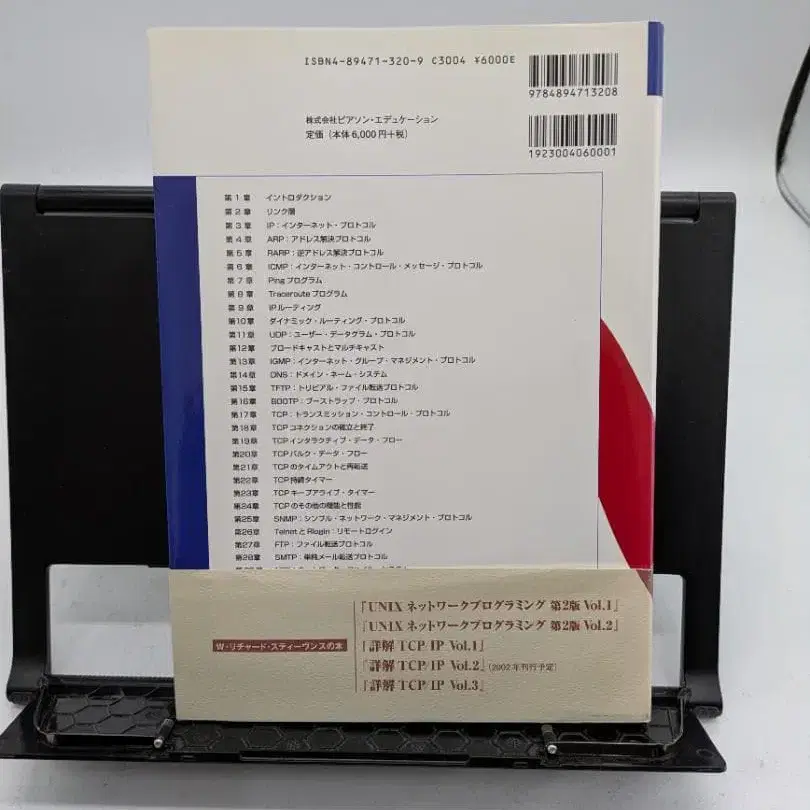 ISBN4-89471-320-9 C3004 ¥6000E
9784894713208
株式会社ピアソン・エデュケーション
定価（本体6,000円＋税）
1923004060001
第1章 イントロダクション
第2章 リンク層
第3章 IP：インターネット・プロトコル
第4章 ARP：アドレス解決プロトコル
第5章 RARP：逆アドレス解決プロトコル
第6章 ICMP：インターネット・コントロール・メッセージ・プロトコル
第7章 Pingプログラム
第8章 Tracerouteプログラム
第9章 IPルーティング
第10章 ダイナミック・ルーティング・プロトコル
第11章 UDP：ユーザー・データグラム・プロトコル
第12章 ブロードキャストとマルチキャスト
第13章 IGMP：インターネット・グループ・マネジメント・プロトコル
第14章 DNS：ドメイン・ネーム・システム
第15章 TFTP：トリビアル・ファイル転送プロトコル
第16章 BOOTP：ブーストラップ・プロトコル
第17章 TCP：トランスミッション・コントロール・プロトコル
第18章 TCPコネクションの確立と終了
第19章 TCPインタラクティブ・データ・フロー
第20章 TCPバルク・データ・フロー
第21章 TCPのタイムアウトと再転送
第22章 TCP持続タイマー
第23章 TCPキープアライブ・タイマー
第24章 TCPのその他の機能と性能
第25章 SNMP：シンプル・ネットワーク・マネジメント・プロトコル
第26章 TelnetとRlogin：リモートログイン
第27章 FTP：ファイル転送プロトコル
第28章 SMTP：単純メール転送プロトコル
W・リチャード・スティーヴンスの本
『UNIX ネットワークプログラミング 第2版 Vol.1』
『UNIX ネットワークプログラミング 第2版 Vol.2』
『詳解 TCP/IP Vol.1』
『詳解 TCP/IP Vol.2』(2002年刊行予定)
『詳解 TCP/IP Vol.3』